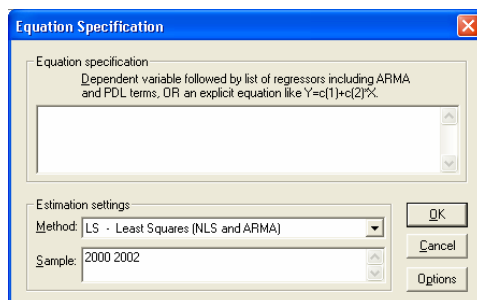 Equation Specification
Equation specification
Dependent variable followed by list of regressors including ARMA
and PDL terms, OR an explicit equation like Y=c(1)+c(2)*X.
Estimation settings
Method: LS - Least Squares (NLS and ARMA)
Sample: 2000 2002
OK
Cancel
Options